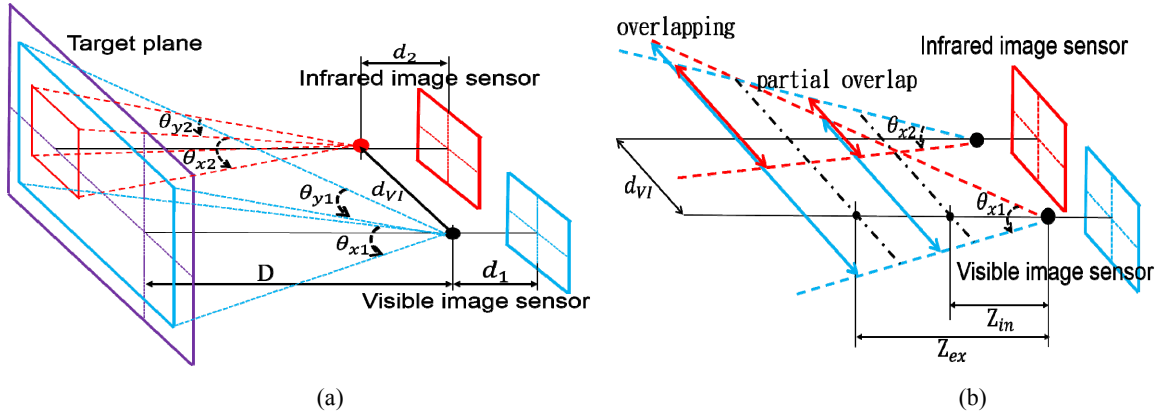 Target plane
d₂
Infrared image sensor
θy2
θx2
dVI
θy1
θx1
D
d₁
Visible image sensor
(a)
overlapping
Infrared image sensor
partial overlap
θx2
dVI
θx1
Visible image sensor
Zin
Zex
(b)